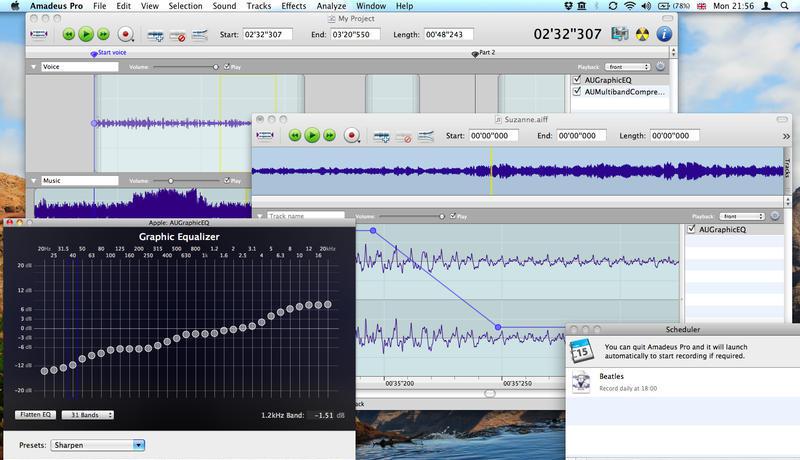 Amadeus Pro File Edit View Selection Sound Tracks Effects Analyze Window Help (78%) Mon 21:56
My Project
Start: 02'32"307 End: 03'20"550 Length: 00'48"243 02'32"307
Start voice Part 2
Voice Volume: Play Playback: front
AUGraphicEQ
AUMultibandCompre...
Suzanne.aiff
Start: 00'00"000 End: 00'00"000 Length: 00'00"000
Tracks
Music Volume: Play
Track name Volume: Play Playback: front
AUGraphicEQ
Apple: AUGraphicEQ
Graphic Equalizer
20Hz 31.5 50 80 125 200 315 500 800 1.2 2 3.1 5 8 12 20kHz
25 40 63 100 160 250 400 630 1k 1.6 2.5 4 6.3 10 16
20 dB
12 dB
4 dB
0 dB
-4 dB
-12 dB
-20 dB
Flatten EQ 31 Bands 1.2kHz Band: -1.51 dB
Presets: Sharpen
00'35"200 00'35"250
Scheduler
You can quit Amadeus Pro and it will launch
automatically to start recording if required.
15
Beatles
Record daily at 18:00